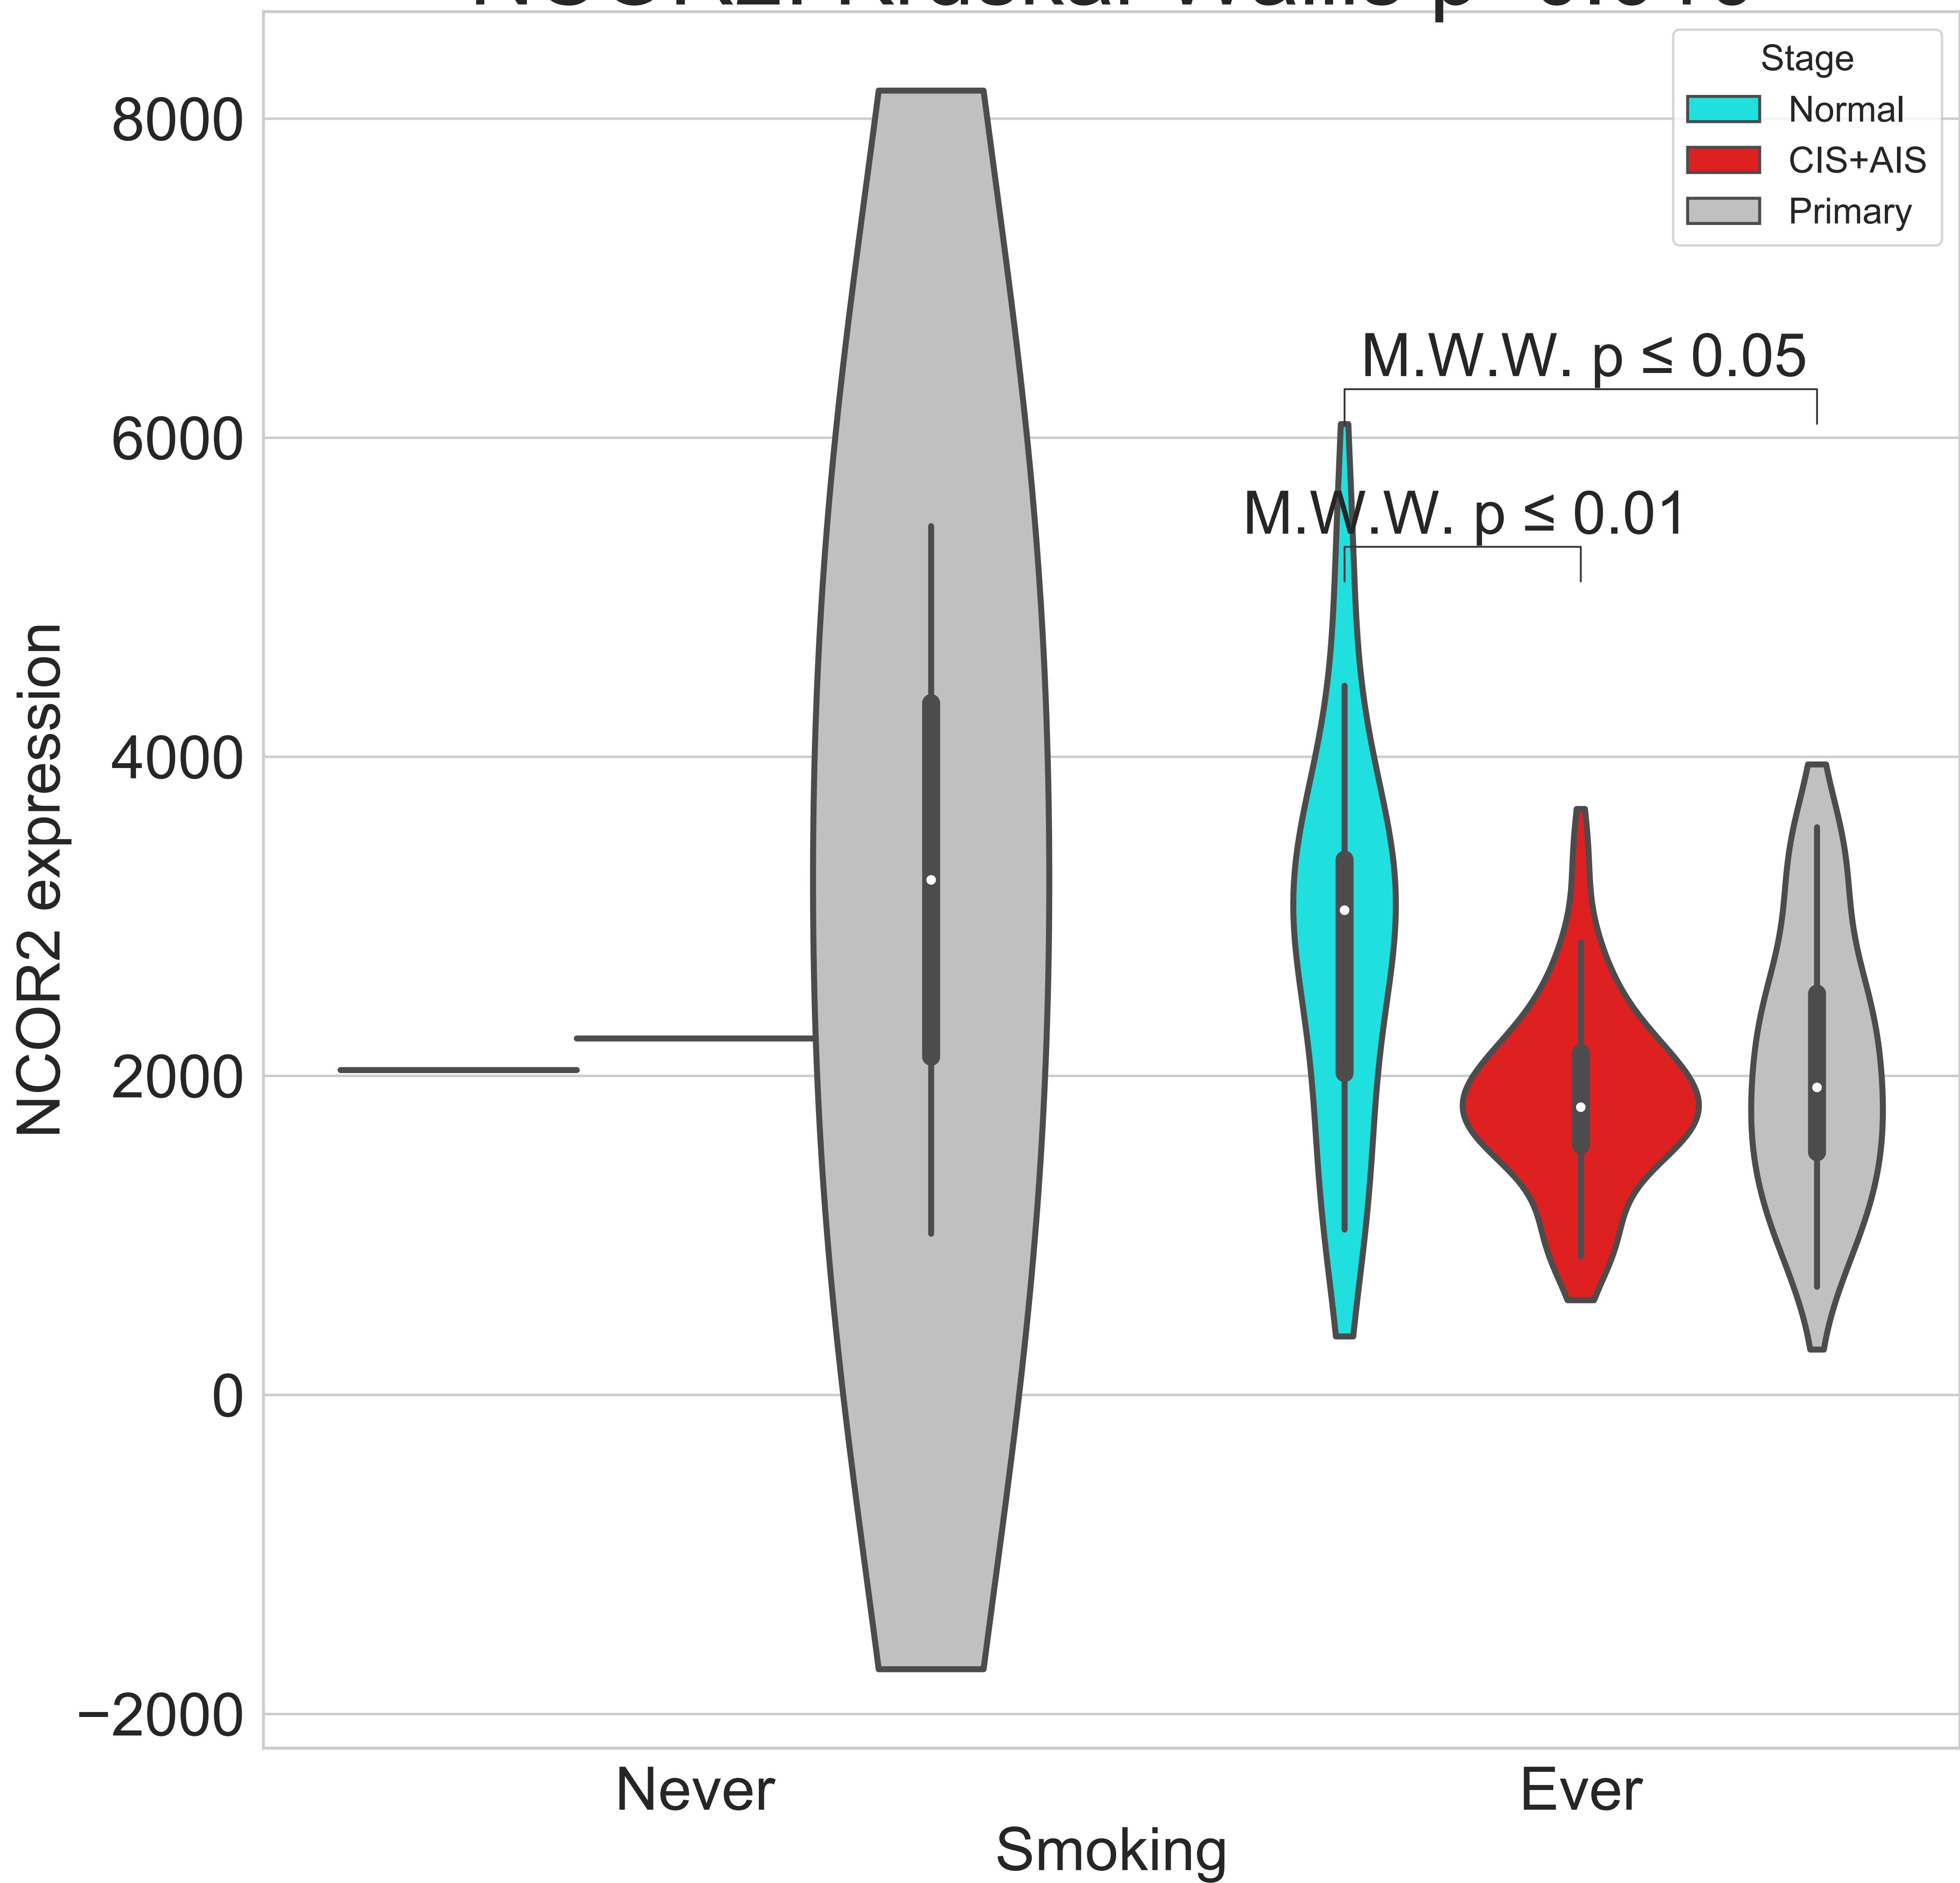 8000
6000
4000
2000
0
−2000
NCOR2 expression
Never
Ever
Smoking
Stage
Normal
CIS+AIS
Primary
M.W.W. p ≤ 0.05
M.W.W. p ≤ 0.01